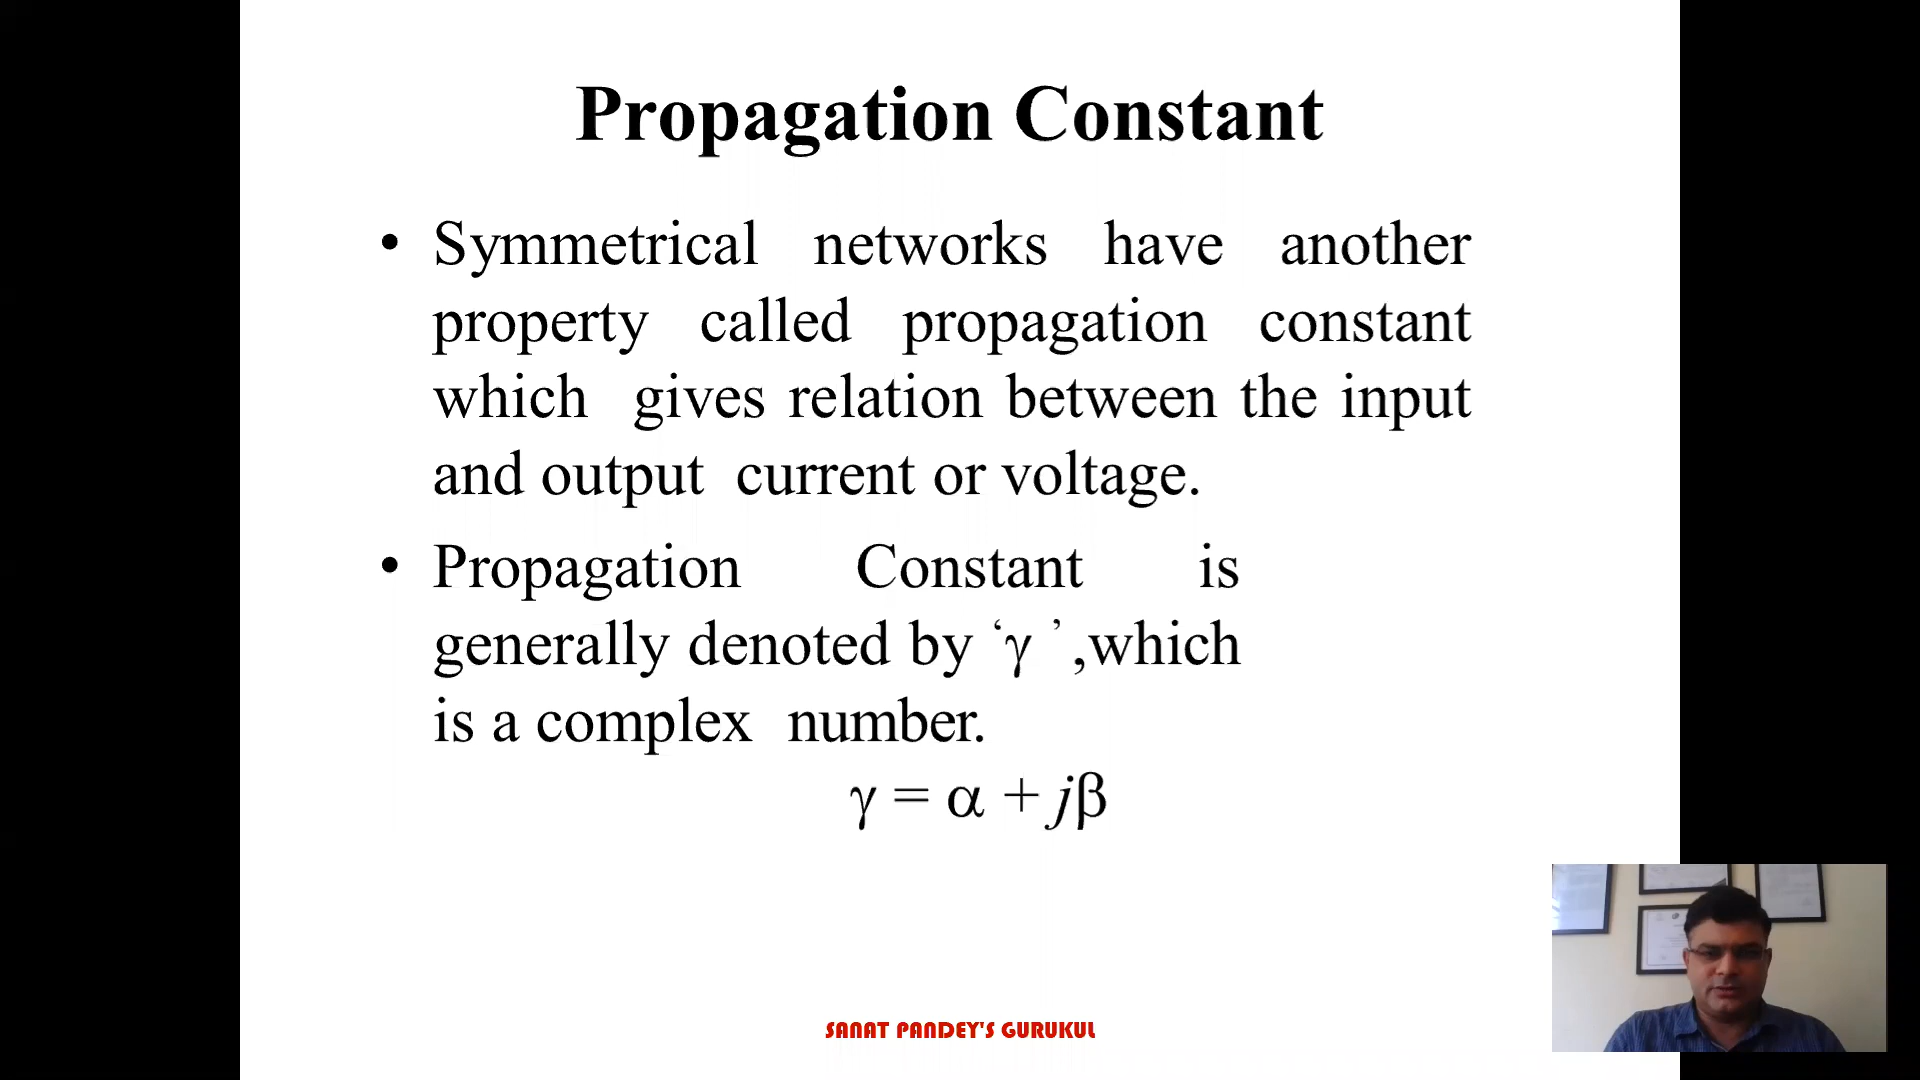 Propagation Constant
• Symmetrical networks have another
property called propagation constant
which gives relation between the input
and output current or voltage.
• Propagation Constant is
generally denoted by ‘γ ’,which
is a complex number.
γ = α + jβ
SANAT PANDEY'S GURUKUL